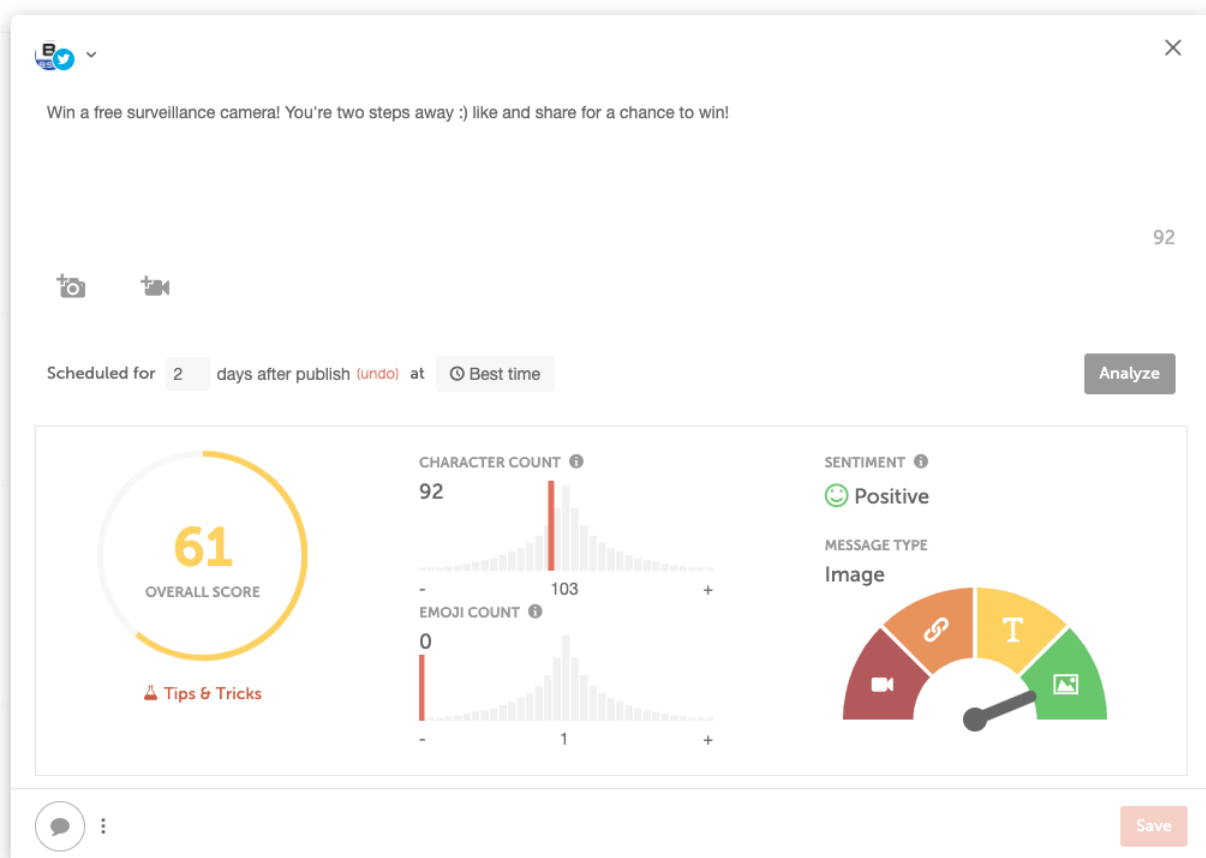 B
Win a free surveillance camera! You're two steps away :) like and share for a chance to win!
92
Scheduled for 2 days after publish (undo) at Best time
Analyze
61
OVERALL SCORE
Tips & Tricks
CHARACTER COUNT
92
- 103 +
EMOJI COUNT
0
- 1 +
SENTIMENT
Positive
MESSAGE TYPE
Image
T
Save